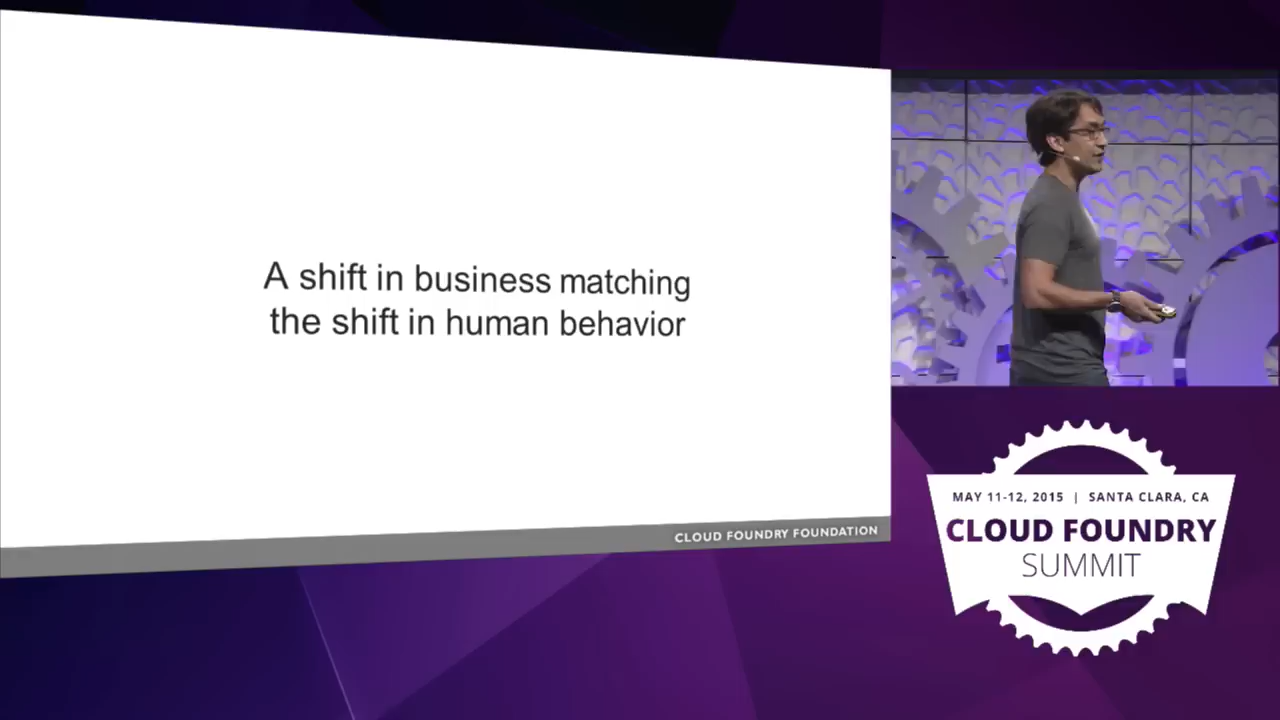 A shift in business matching
the shift in human behavior
CLOUD FOUNDRY FOUNDATION
MAY 11-12, 2015 | SANTA CLARA, CA
CLOUD FOUNDRY
SUMMIT